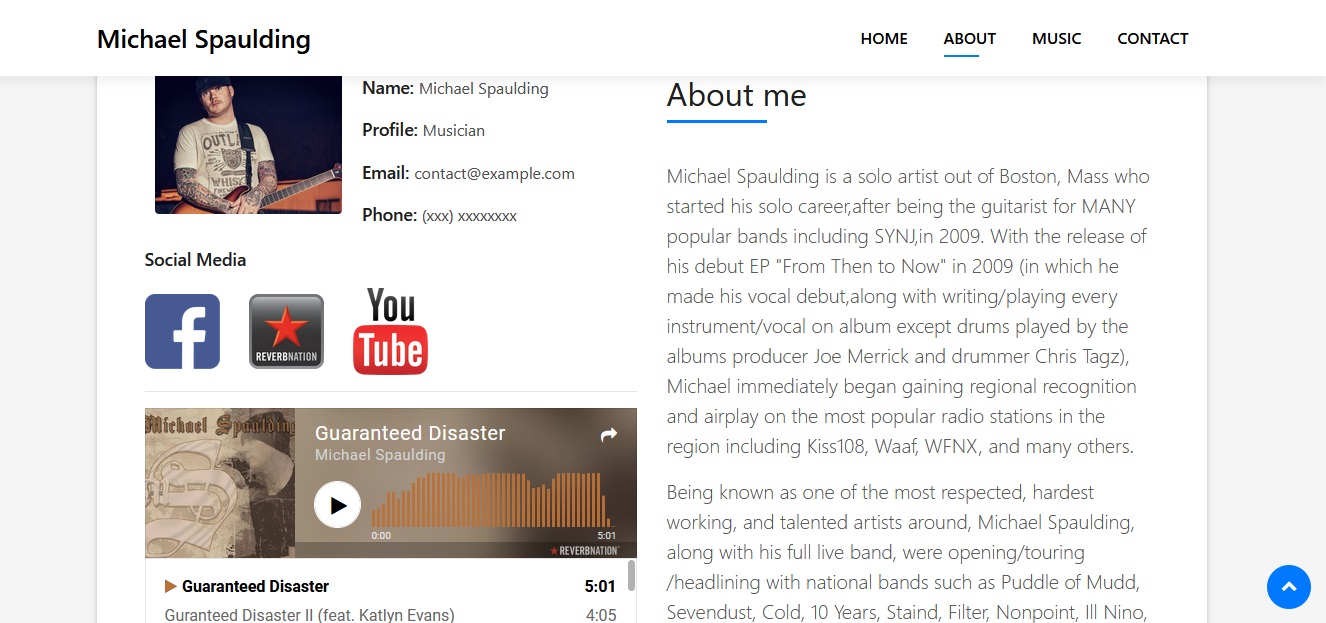 Michael Spaulding
HOME ABOUT MUSIC CONTACT
OUTLAW
WHISKEY
Name: Michael Spaulding
Profile: Musician
Email: contact@example.com
Phone: (xxx) xxxxxxxx
Social Media
REVERBNATION
You
Tube
Michael Spaulding
Guaranteed Disaster
Michael Spaulding
0:00 5:01
REVERBNATION
Guaranteed Disaster 5:01
Guranteed Disaster II (feat. Katlyn Evans) 4:05
About me
Michael Spaulding is a solo artist out of Boston, Mass who
started his solo career,after being the guitarist for MANY
popular bands including SYNJ,in 2009. With the release of
his debut EP "From Then to Now" in 2009 (in which he
made his vocal debut,along with writing/playing every
instrument/vocal on album except drums played by the
albums producer Joe Merrick and drummer Chris Tagz),
Michael immediately began gaining regional recognition
and airplay on the most popular radio stations in the
region including Kiss108, Waaf, WFNX, and many others.
Being known as one of the most respected, hardest
working, and talented artists around, Michael Spaulding,
along with his full live band, were opening/touring
/headlining with national bands such as Puddle of Mudd,
Sevendust, Cold, 10 Years, Staind, Filter, Nonpoint, Ill Nino,